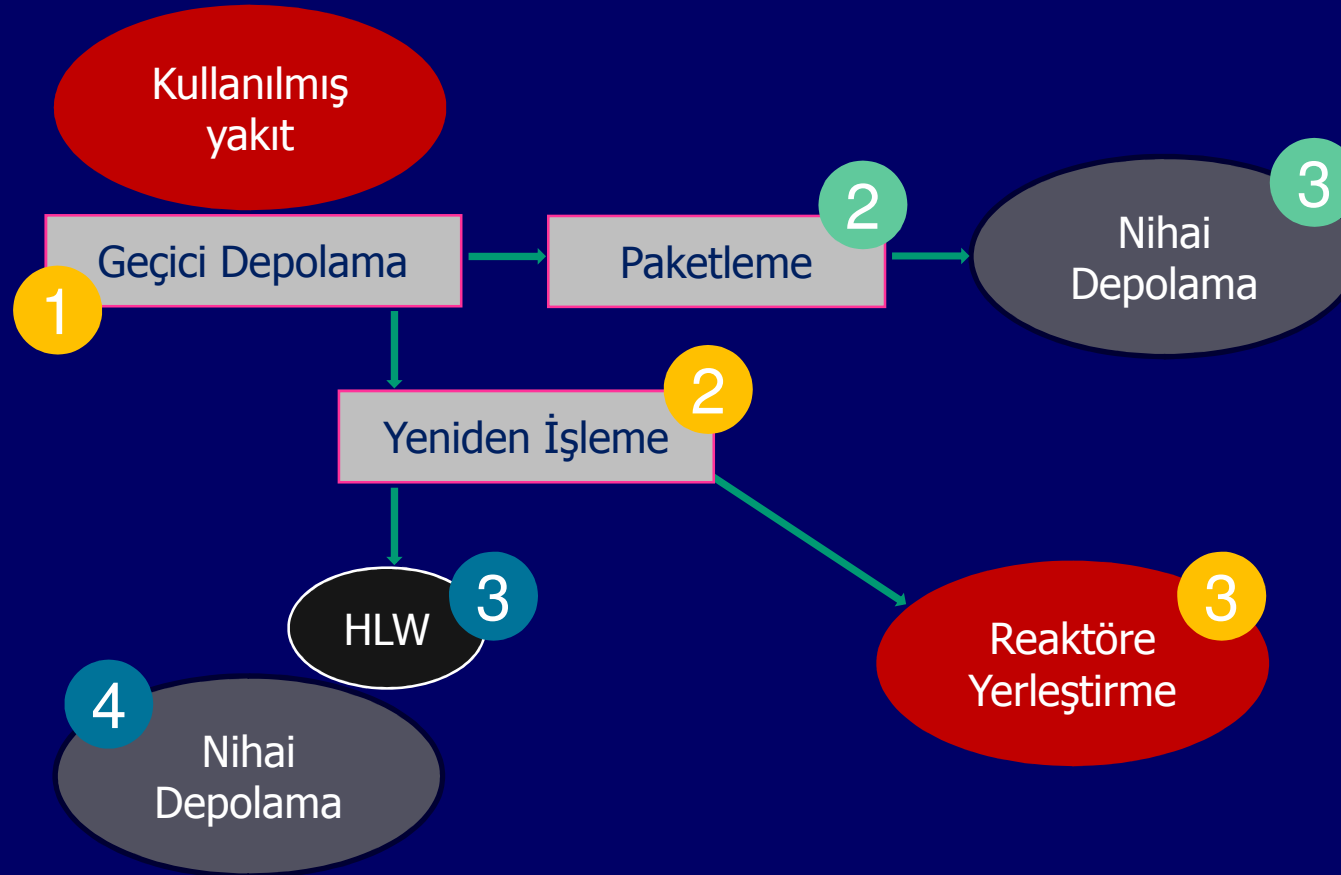 Kullanılmış
yakıt
Geçici Depolama
1
Paketleme
2
Nihai
Depolama
3
Yeniden İşleme
2
HLW
3
Reaktöre
Yerleştirme
3
4
Nihai
Depolama